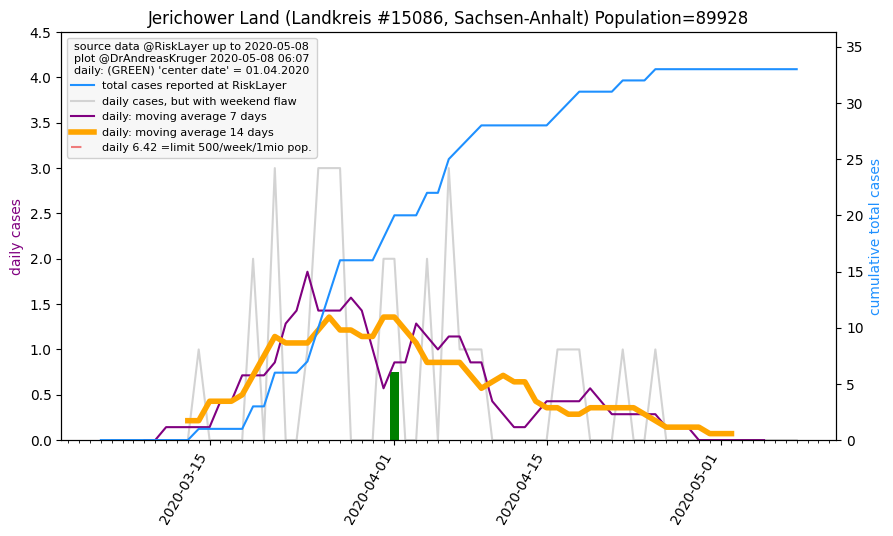 Jerichower Land (Landkreis #15086, Sachsen-Anhalt) Population=89928
source data @RiskLayer up to 2020-05-08
plot @DrAndreasKruger 2020-05-08 06:07
daily: (GREEN) 'center date' = 01.04.2020
total cases reported at RiskLayer
daily cases, but with weekend flaw
daily: moving average 7 days
daily: moving average 14 days
daily 6.42 =limit 500/week/1mio pop.
daily cases
4.5
4.0
3.5
3.0
2.5
2.0
1.5
1.0
0.5
0.0
35
30
25
20
15
10
5
0
cumulative total cases
2020-03-15
2020-04-01
2020-04-15
2020-05-01